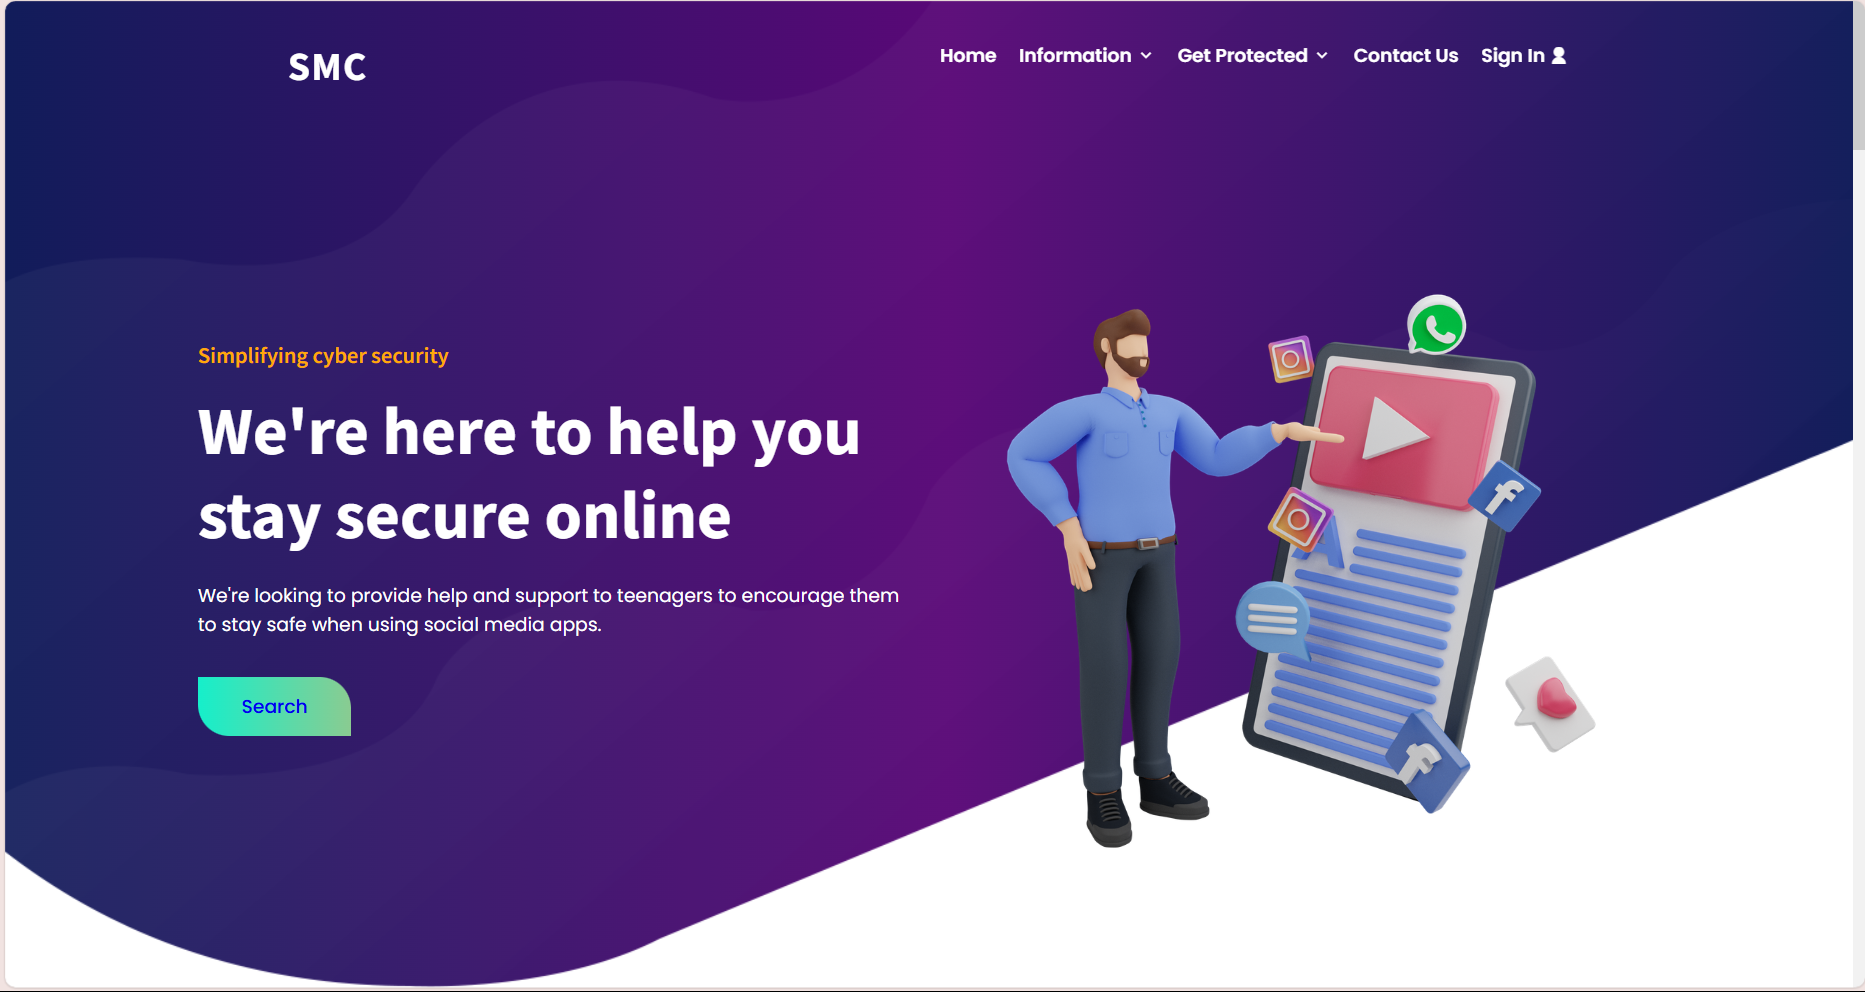 SMC
Home Information Get Protected Contact Us Sign In
Simplifying cyber security
We're here to help you
stay secure online
We're looking to provide help and support to teenagers to encourage them
to stay safe when using social media apps.
Search
f
A
f